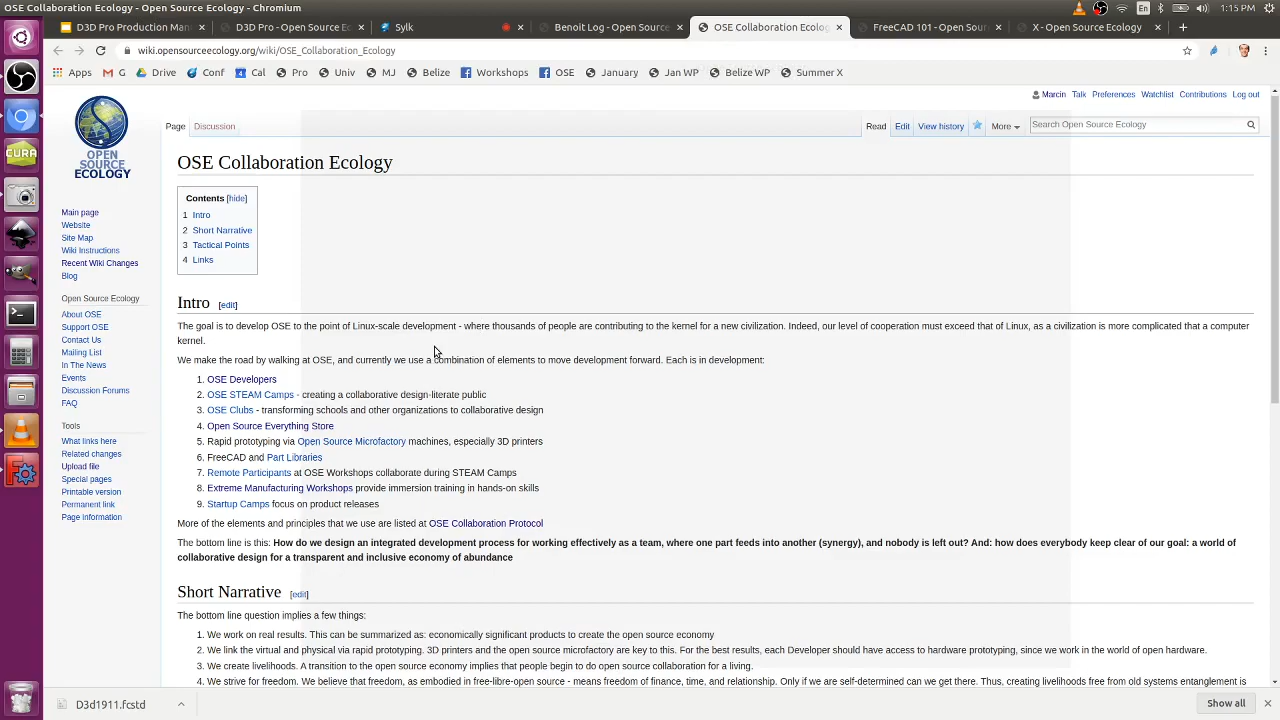 OSE Collaboration Ecology - Open Source Ecology - Chromium
En
1:15 PM
D3D Pro Production Man
D3D Pro - Open Source Ec
Sylk
Benoit Log - Open Source
OSE Collaboration Ecolog
FreeCAD 101 - Open Sour
X - Open Source Ecology
wiki.opensourceecology.org/wiki/OSE_Collaboration_Ecology
Apps
G
Drive
Conf
Cal
Pro
Univ
MJ
Belize
Workshops
OSE
January
Jan WP
Belize WP
Summer X
Marcin
Talk
Preferences
Watchlist
Contributions
Log out
Page
Discussion
Read
Edit
View history
More
Search Open Source Ecology
OPEN
SOURCE
ECOLOGY
Main page
Website
Site Map
Wiki Instructions
Recent Wiki Changes
Blog
Open Source Ecology
About OSE
Support OSE
Contact Us
Mailing List
In The News
Events
Discussion Forums
FAQ
Tools
What links here
Related changes
Upload file
Special pages
Printable version
Permanent link
Page information
OSE Collaboration Ecology
Contents [hide]
1 Intro
2 Short Narrative
3 Tactical Points
4 Links
Intro [edit]
The goal is to develop OSE to the point of Linux-scale development - where thousands of people are contributing to the kernel for a new civilization. Indeed, our level of cooperation must exceed that of Linux, as a civilization is more complicated that a computer
kernel.
We make the road by walking at OSE, and currently we use a combination of elements to move development forward. Each is in development:
1. OSE Developers
2. OSE STEAM Camps - creating a collaborative design-literate public
3. OSE Clubs - transforming schools and other organizations to collaborative design
4. Open Source Everything Store
5. Rapid prototyping via Open Source Microfactory machines, especially 3D printers
6. FreeCAD and Part Libraries
7. Remote Participants at OSE Workshops collaborate during STEAM Camps
8. Extreme Manufacturing Workshops provide immersion training in hands-on skills
9. Startup Camps focus on product releases
More of the elements and principles that we use are listed at OSE Collaboration Protocol
The bottom line is this: How do we design an integrated development process for working effectively as a team, where one part feeds into another (synergy), and nobody is left out? And: how does everybody keep clear of our goal: a world of
collaborative design for a transparent and inclusive economy of abundance
Short Narrative [edit]
The bottom line question implies a few things:
1. We work on real results. This can be summarized as: economically significant products to create the open source economy
2. We link the virtual and physical via rapid prototyping. 3D printers and the open source microfactory are key to this. For the best results, each Developer should have access to hardware prototyping, since we work in the world of open hardware.
3. We create livelihoods. A transition to the open source economy implies that people begin to do open source collaboration for a living.
4. We strive for freedom. We believe that freedom, as embodied in free-libre-open source - means freedom of finance, time, and relationship. Only if we are self-determined can we get there. Thus, creating livelihoods free from old systems entanglement is
D3d1911.fcstd
Show all
CURA